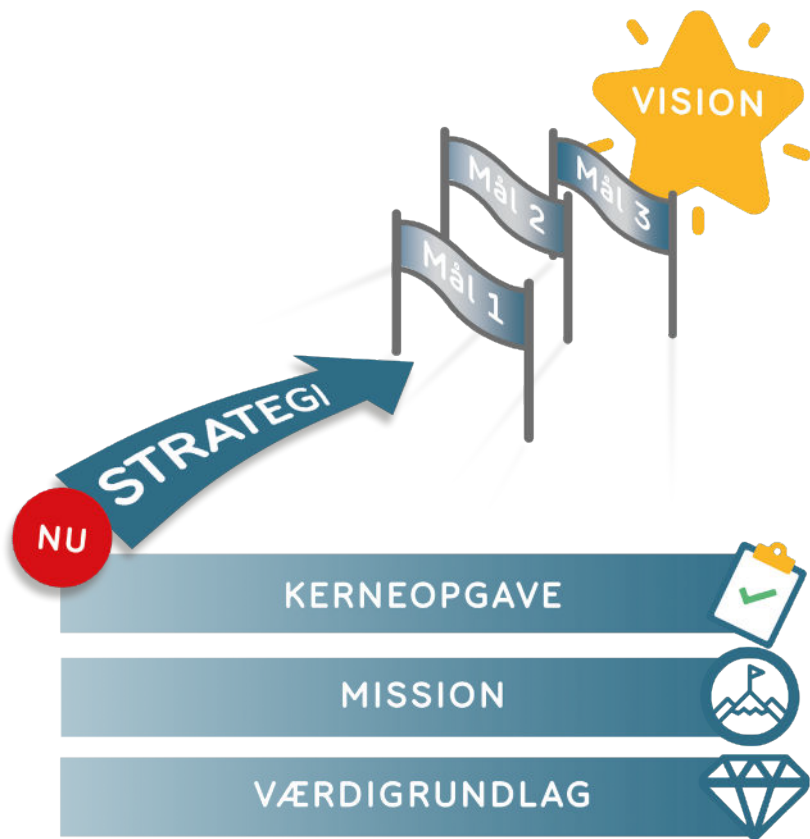 VISION
Mål 3
Mål 2
Mål 1
STRATEGI
NU
KERNEOPGAVE
MISSION
VÆRDIGRUNDLAG